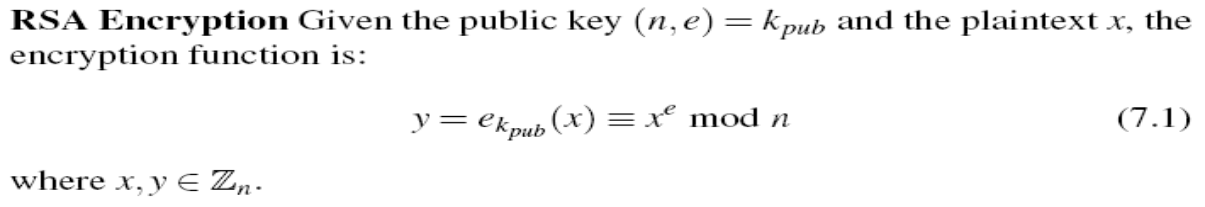 RSA Encryption Given the public key (n, e) = k_pub and the plaintext x, the
encryption function is:
y = e_{k_pub}(x) ≡ x^e mod n (7.1)
where x, y ∈ ℤ_n.